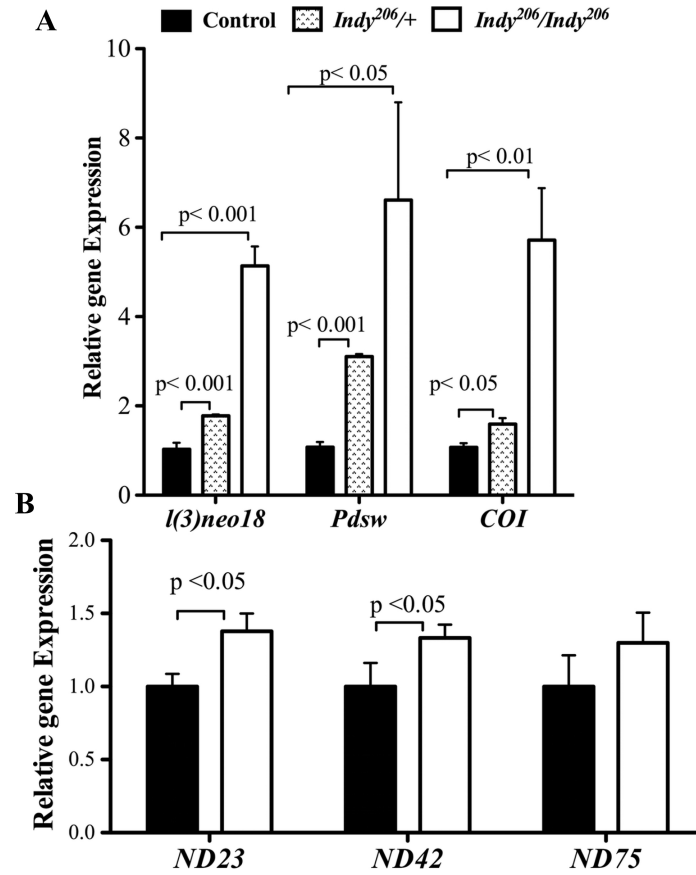 A
Control Indy²⁰⁶/+ Indy²⁰⁶/Indy²⁰⁶
Relative gene Expression
10
8
6
4
2
0
p< 0.001
p< 0.001
p< 0.05
p< 0.001
p< 0.01
p< 0.05
l(3)neo18 Pdsw COI
B
Relative gene Expression
2.0
1.5
1.0
0.5
0.0
p <0.05
p <0.05
ND23 ND42 ND75